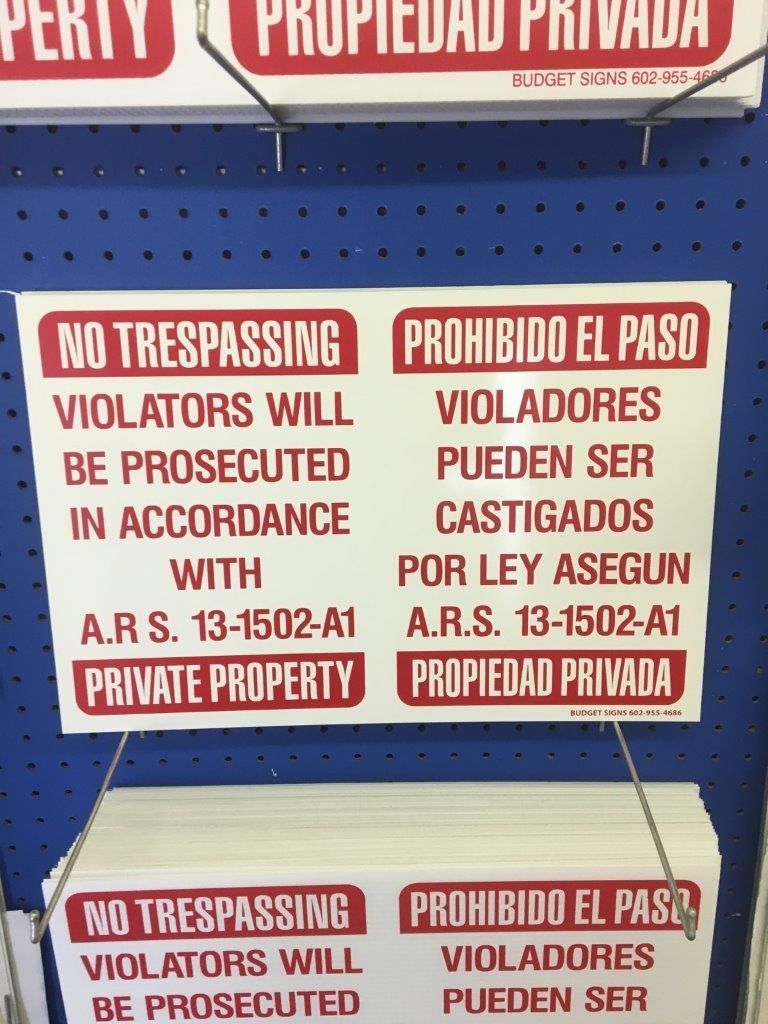 PERTY
PROPIEDAD PRIVADA
BUDGET SIGNS 602-955-4686
NO TRESPASSING
VIOLATORS WILL
BE PROSECUTED
IN ACCORDANCE
WITH
A.R S. 13-1502-A1
PRIVATE PROPERTY
PROHIBIDO EL PASO
VIOLADORES
PUEDEN SER
CASTIGADOS
POR LEY ASEGUN
A.R.S. 13-1502-A1
PROPIEDAD PRIVADA
BUDGET SIGNS 602-955-4686
NO TRESPASSING
VIOLATORS WILL
BE PROSECUTED
PROHIBIDO EL PASO
VIOLADORES
PUEDEN SER